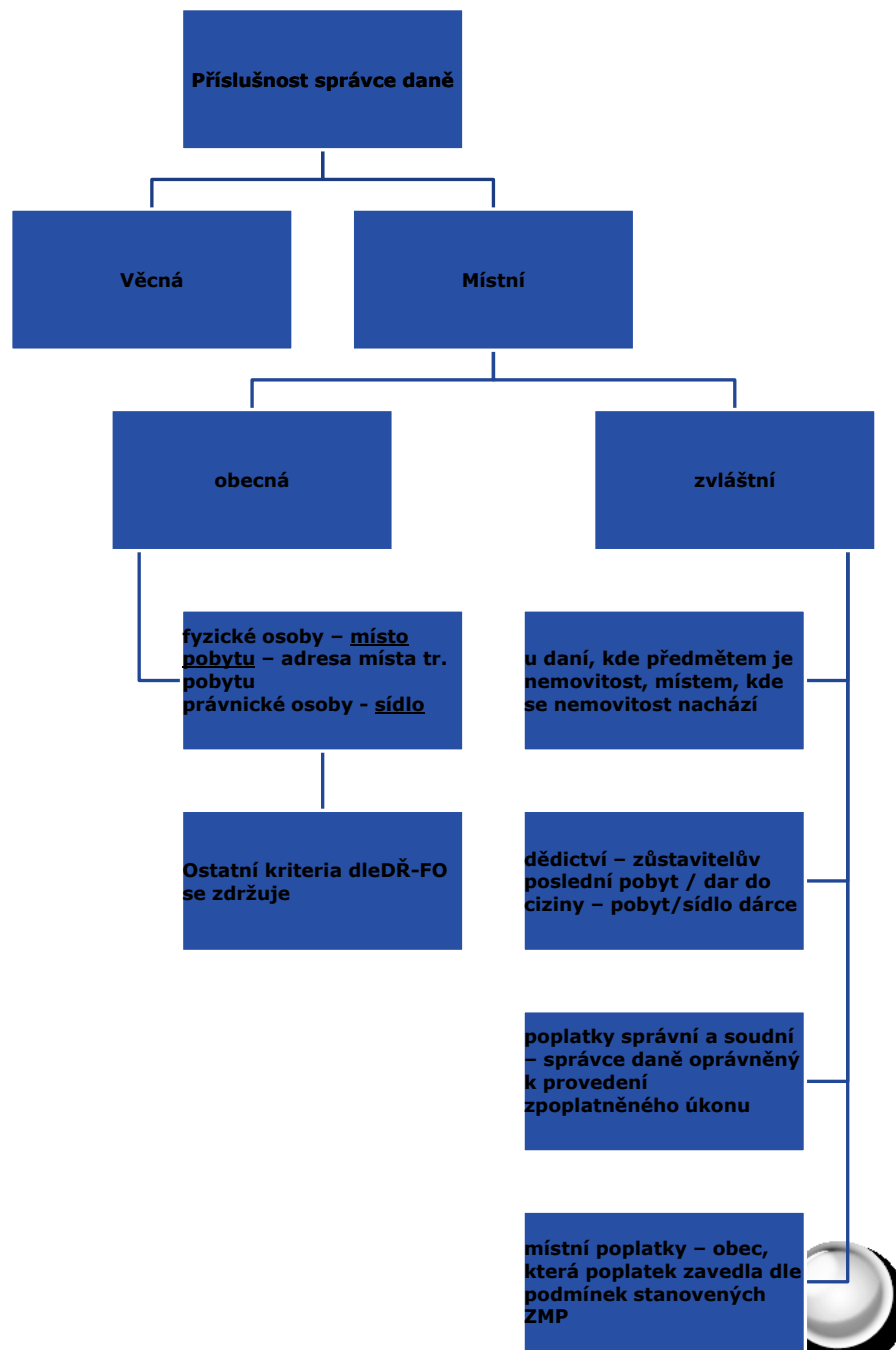 Příslušnost správce daně
Věcná
Místní
obecná
zvláštní
fyzické osoby – místo
pobytu – adresa místa tr.
pobytu
právnické osoby - sídlo
Ostatní kriteria dleDŘ-FO
se zdržuje
u daní, kde předmětem je
nemovitost, místem, kde
se nemovitost nachází
dědictví – zůstavitelův
poslední pobyt / dar do
ciziny – pobyt/sídlo dárce
poplatky správní a soudní
– správce daně oprávněný
k provedení
zpoplatněného úkonu
místní poplatky – obec,
která poplatek zavedla dle
podmínek stanovených
ZMP